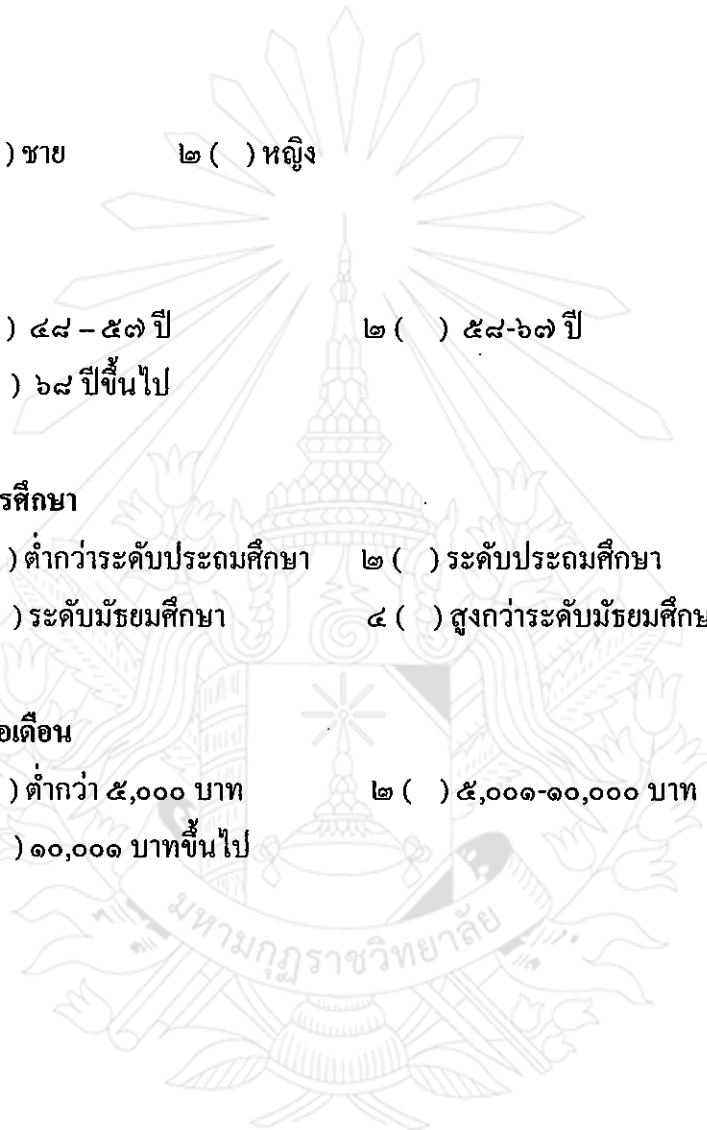 ) ชาย ๒ ( ) หญิง
) ๔๘ – ๕๗ ปี ๒ ( ) ๕๘-๖๗ ปี
) ๖๘ ปีขึ้นไป
รศึกษา
) ต่ำกว่าระดับประถมศึกษา ๒ ( ) ระดับประถมศึกษา
) ระดับมัธยมศึกษา ๔ ( ) สูงกว่าระดับมัธยมศึกษ
อเดือน
) ต่ำกว่า ๕,๐๐๐ บาท ๒ ( ) ๕,๐๐๑-๑๐,๐๐๐ บาท
) ๑๐,๐๐๑ บาทขึ้นไป
มหามกุฏราชวิทยาลัย